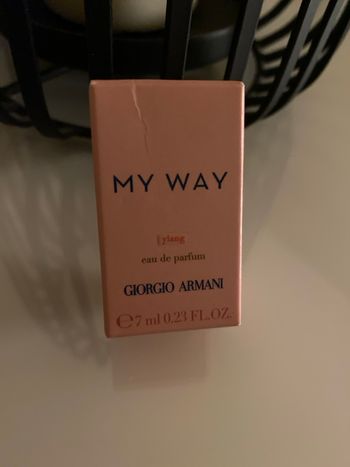 MY WAY
ylang
eau de parfum
GIORGIO ARMANI
℮7 ml 0.23 FL.OZ.